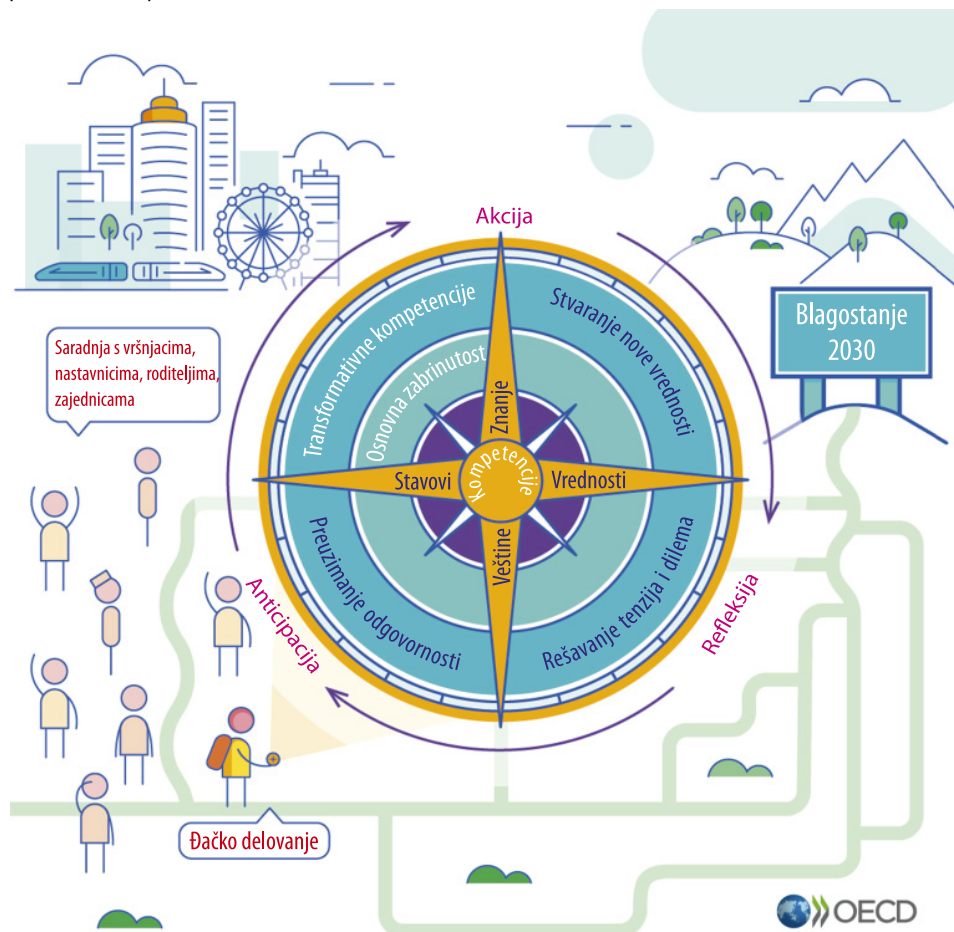 Akcija
Transformativne kompetencije
Stvaranje nove vrednosti
Blagostanje
2030
Saradnja s vršnjacima,
nastavnicima, roditeljima,
zajednicama
Osnovna zabrinutost
Znanje
Stavovi
Kompetencije
Vrednosti
Veštine
Preuzimanje odgovornosti
Rešavanje tenzija i dilema
Anticipacija
Refleksija
Đačko delovanje
OECD